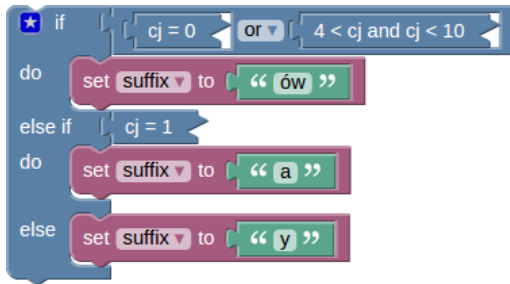 if cj = 0 or 4 < cj and cj < 10
do set suffix to “ ów ”
else if cj = 1
do set suffix to “ a ”
else set suffix to “ y ”